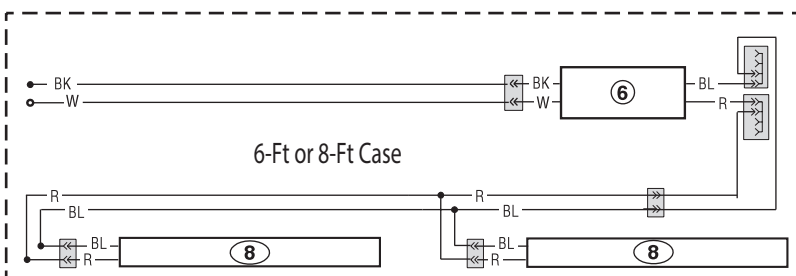 BK BK 6 BL
W W R
6-Ft or 8-Ft Case
R R
BL BL
BL 8 BL 8
R R